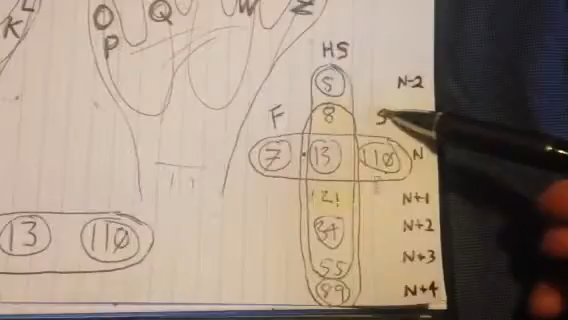 K L
O Q W Z
P
HS
5 N-2
F 8 S
7 13 110 N
21 N+1
34 N+2
13 110
55 N+3
89 N+4